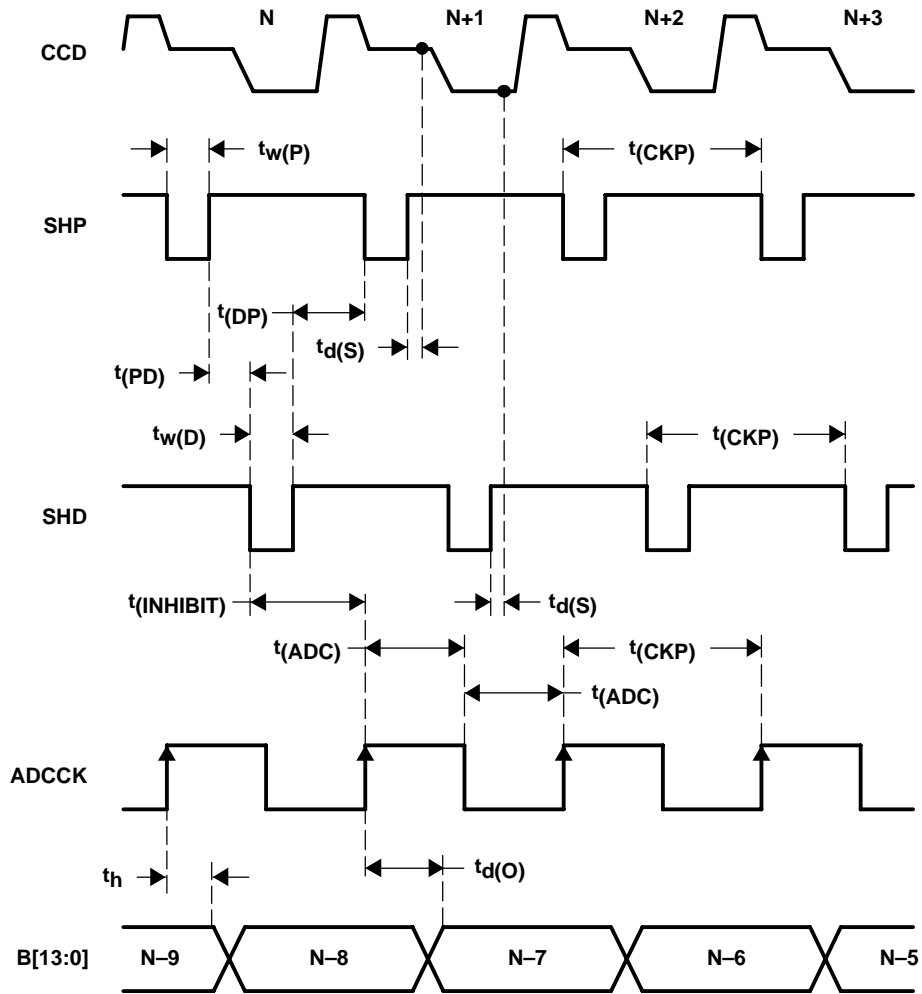 N N+1 N+2 N+3
CCD
tw(P) t(CKP)
SHP
t(DP)
td(S)
t(PD)
tw(D) t(CKP)
SHD
t(INHIBIT) td(S)
t(ADC) t(CKP)
t(ADC)
ADCCK
th td(O)
B[13:0] N–9 N–8 N–7 N–6 N–5